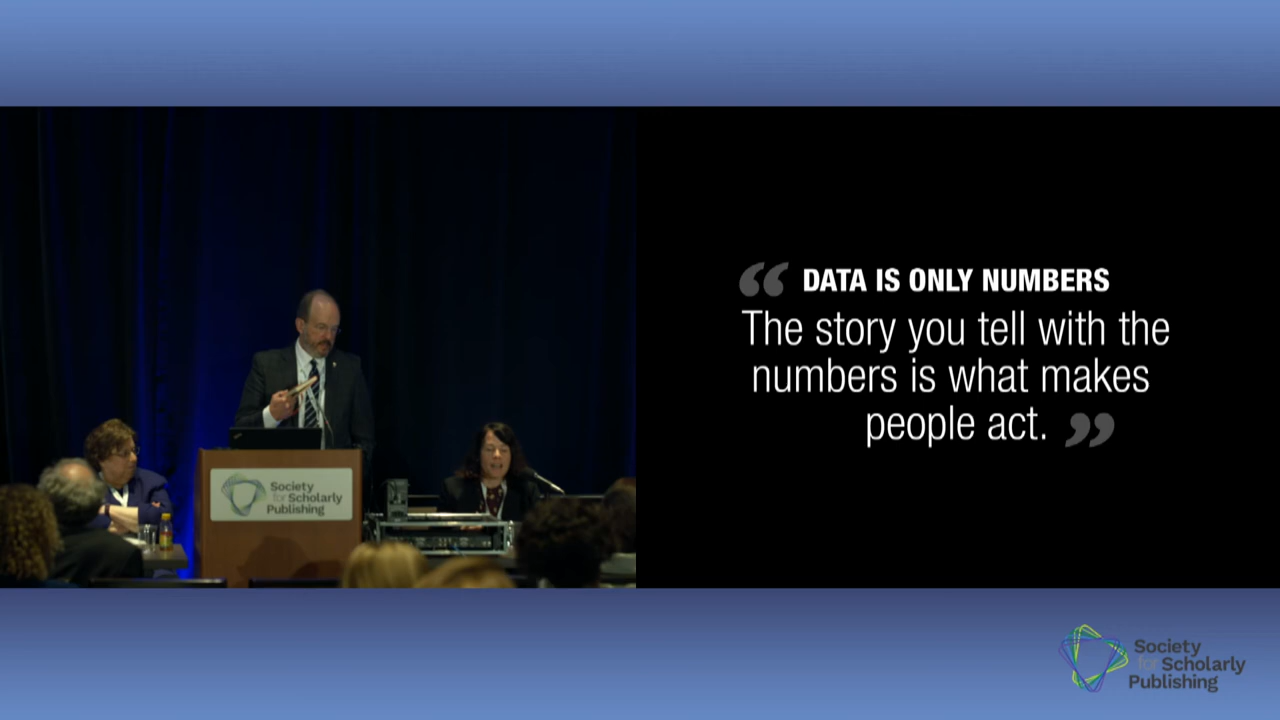 “ DATA IS ONLY NUMBERS
The story you tell with the
numbers is what makes
people act. ”
Society
for Scholarly
Publishing
Society
for Scholarly
Publishing